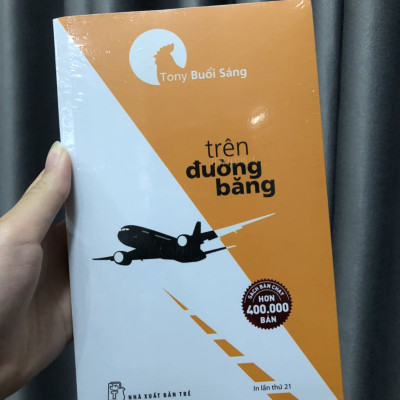 Tony Buổi Sáng
trên
đường
băng
SÁCH BÁN CHẠY
HƠN
400.000
BẢN
In lần thứ 21
NHÀ XUẤT BẢN TRẺ